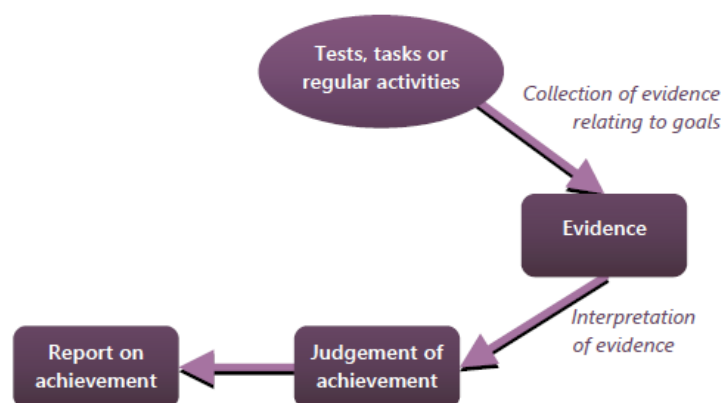 Tests, tasks or
regular activities
Collection of evidence
relating to goals
Evidence
Interpretation
of evidence
Judgement of
achievement
Report on
achievement